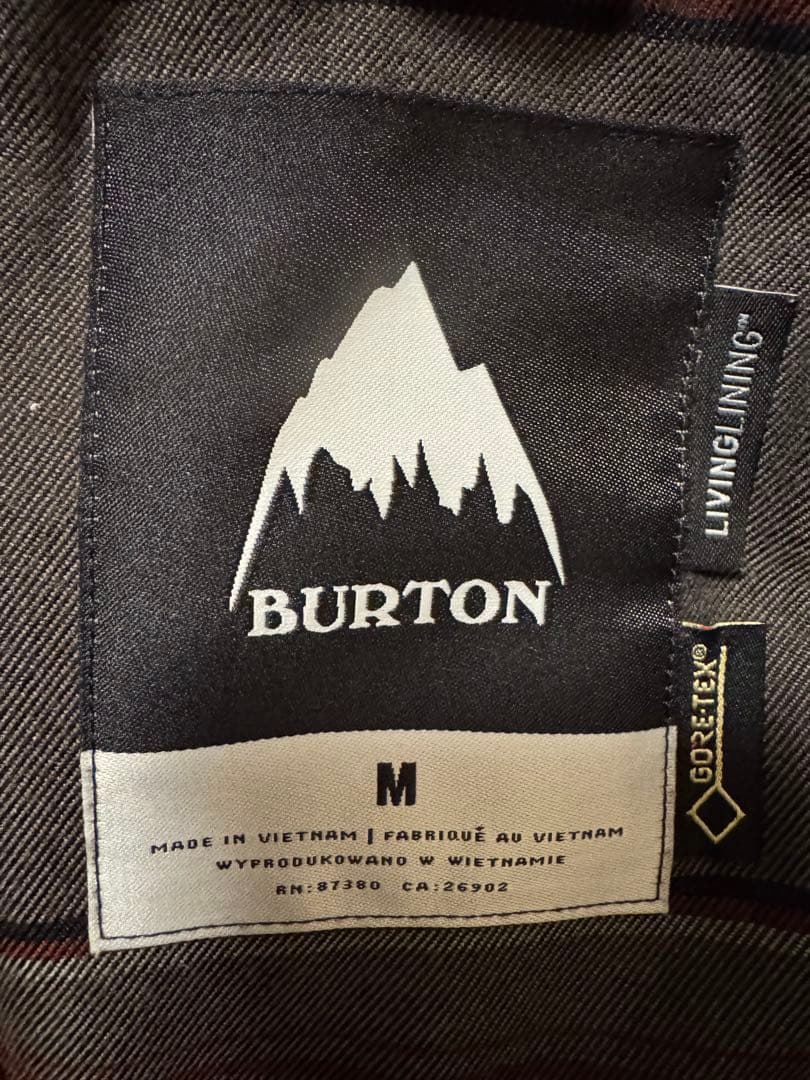 BURTON
M
MADE IN VIETNAM | FABRIQUÉ AU VIETNAM
WYPRODUKOWANO W WIETNAMIE
RN:87380 CA:26902
LIVINGLINING™
GORE-TEX®